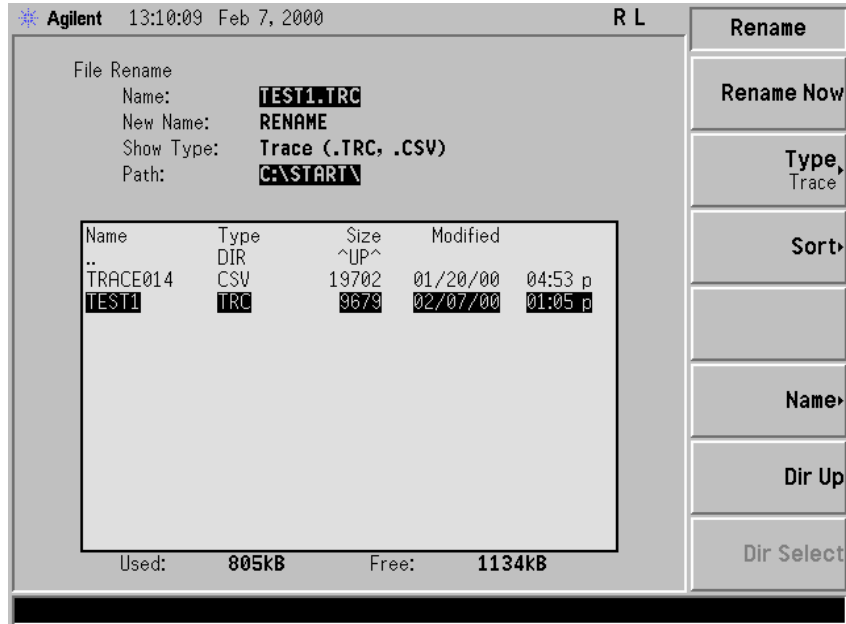 Agilent 13:10:09 Feb 7, 2000 R L
File Rename
Name: TEST1.TRC
New Name: RENAME
Show Type: Trace (.TRC, .CSV)
Path: C:\START\
Name Type Size Modified
.. DIR ^UP^
TRACE014 CSV 19702 01/20/00 04:53 p
TEST1 TRC 9679 02/07/00 01:05 p
Used: 805kB Free: 1134kB
Rename
Rename Now
Type
Trace
Sort
Name
Dir Up
Dir Select